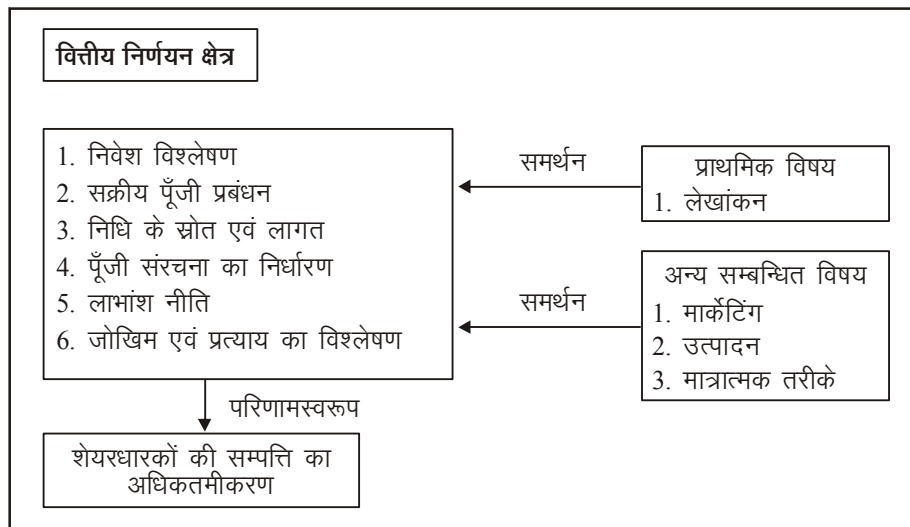 वित्तीय निर्णयन क्षेत्र
1. निवेश विश्लेषण
2. सक्रीय पूँजी प्रबंधन
3. निधि के स्रोत एवं लागत
4. पूँजी संरचना का निर्धारण
5. लाभांश नीति
6. जोखिम एवं प्रत्याय का विश्लेषण
समर्थन
प्राथमिक विषय
1. लेखांकन
समर्थन
अन्य सम्बन्धित विषय
1. मार्केटिंग
2. उत्पादन
3. मात्रात्मक तरीके
परिणामस्वरूप
शेयरधारकों की सम्पत्ति का
अधिकतमीकरण